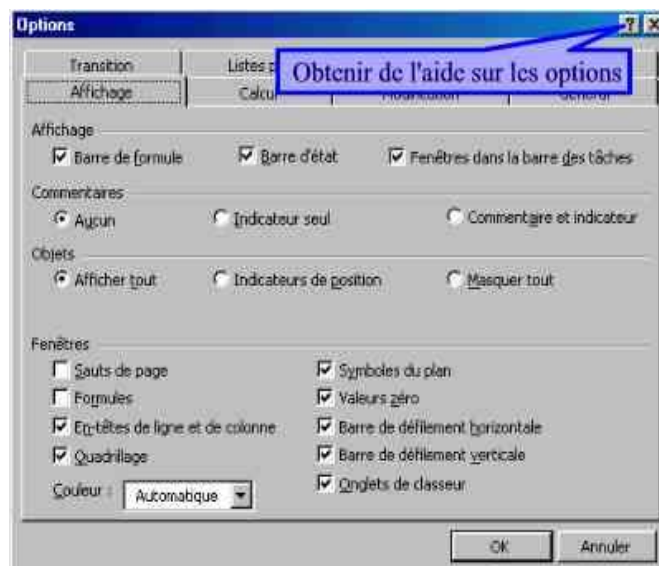 Options
Obtenir de l'aide sur les options
Transition
Listes
Affichage
Calcul
Affichage
Barre de formule
Barre d'état
Fenêtres dans la barre des tâches
Commentaires
Aucun
Indicateur seul
Commentaire et indicateur
Objets
Afficher tout
Indicateurs de position
Masquer tout
Fenêtres
Sauts de page
Symboles du plan
Formules
Valeurs zéro
En-têtes de ligne et de colonne
Barre de défilement horizontale
Quadrillage
Barre de défilement verticale
Couleur : Automatique
Onglets de classeur
OK
Annuler